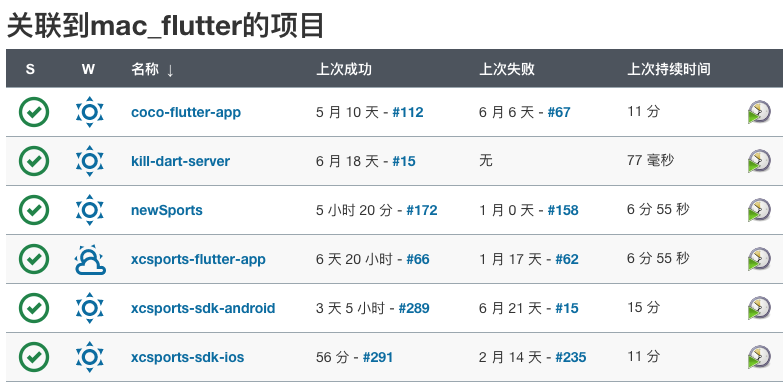 关联到mac_flutter的项目
S W 名称 ↓ 上次成功 上次失败 上次持续时间
coco-flutter-app 5 月 10 天 - #112 6 月 6 天 - #67 11 分
kill-dart-server 6 月 18 天 - #15 无 77 毫秒
newSports 5 小时 20 分 - #172 1 月 0 天 - #158 6 分 55 秒
xcsports-flutter-app 6 天 20 小时 - #66 1 月 17 天 - #62 6 分 55 秒
xcsports-sdk-android 3 天 5 小时 - #289 6 月 21 天 - #15 15 分
xcsports-sdk-ios 56 分 - #291 2 月 14 天 - #235 11 分